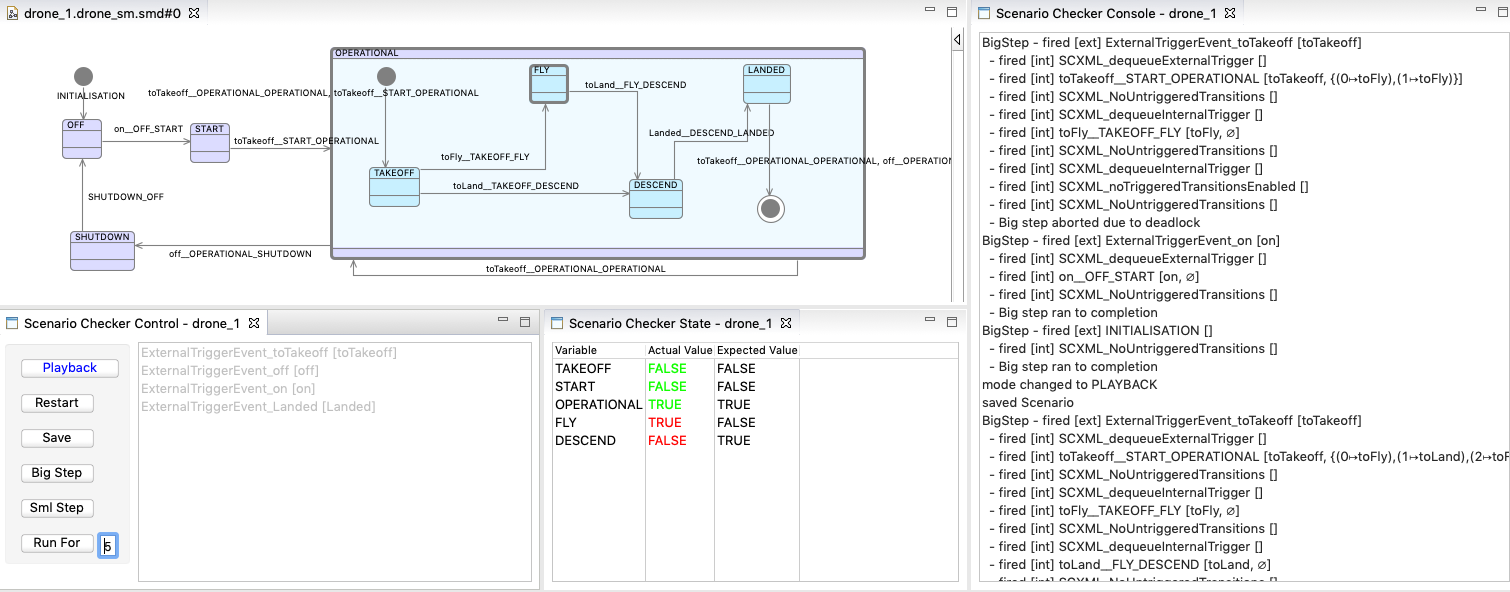 drone_1.drone_sm.smd#0
OPERATIONAL
INITIALISATION
toTakeoff__OPERATIONAL_OPERATIONAL, toTakeoff__START_OPERATIONAL
FLY
LANDED
toLand__FLY_DESCEND
OFF
on__OFF_START
START
toTakeoff__START_OPERATIONAL
Landed__DESCEND_LANDED
toFly__TAKEOFF_FLY
toTakeoff__OPERATIONAL_OPERATIONAL, off__OPERATION
TAKEOFF
toLand__TAKEOFF_DESCEND
DESCEND
SHUTDOWN_OFF
SHUTDOWN
off__OPERATIONAL_SHUTDOWN
toTakeoff__OPERATIONAL_OPERATIONAL
Scenario Checker Control - drone_1
Playback
Restart
Save
Big Step
Sml Step
Run For 5
ExternalTriggerEvent_toTakeoff [toTakeoff]
ExternalTriggerEvent_off [off]
ExternalTriggerEvent_on [on]
ExternalTriggerEvent_Landed [Landed]
Scenario Checker State - drone_1
Variable Actual Value Expected Value
TAKEOFF FALSE FALSE
START FALSE FALSE
OPERATIONAL TRUE TRUE
FLY TRUE FALSE
DESCEND FALSE TRUE
Scenario Checker Console - drone_1
BigStep - fired [ext] ExternalTriggerEvent_toTakeoff [toTakeoff]
- fired [int] SCXML_dequeueExternalTrigger []
- fired [int] toTakeoff__START_OPERATIONAL [toTakeoff, {(0↦toFly),(1↦toFly)}]
- fired [int] SCXML_NoUntriggeredTransitions []
- fired [int] SCXML_dequeueInternalTrigger []
- fired [int] toFly__TAKEOFF_FLY [toFly, ∅]
- fired [int] SCXML_NoUntriggeredTransitions []
- fired [int] SCXML_dequeueInternalTrigger []
- fired [int] SCXML_noTriggeredTransitionsEnabled []
- fired [int] SCXML_NoUntriggeredTransitions []
- Big step aborted due to deadlock
BigStep - fired [ext] ExternalTriggerEvent_on [on]
- fired [int] SCXML_dequeueExternalTrigger []
- fired [int] on__OFF_START [on, ∅]
- fired [int] SCXML_NoUntriggeredTransitions []
- Big step ran to completion
BigStep - fired [ext] INITIALISATION []
- fired [int] SCXML_NoUntriggeredTransitions []
- Big step ran to completion
mode changed to PLAYBACK
saved Scenario
BigStep - fired [ext] ExternalTriggerEvent_toTakeoff [toTakeoff]
- fired [int] SCXML_dequeueExternalTrigger []
- fired [int] toTakeoff__START_OPERATIONAL [toTakeoff, {(0↦toFly),(1↦toLand),(2↦toF
- fired [int] SCXML_NoUntriggeredTransitions []
- fired [int] SCXML_dequeueInternalTrigger []
- fired [int] toFly__TAKEOFF_FLY [toFly, ∅]
- fired [int] SCXML_NoUntriggeredTransitions []
- fired [int] SCXML_dequeueInternalTrigger []
- fired [int] toLand__FLY_DESCEND [toLand, ∅]
- fired [int] SCXML_NoUntriggeredTransitions []